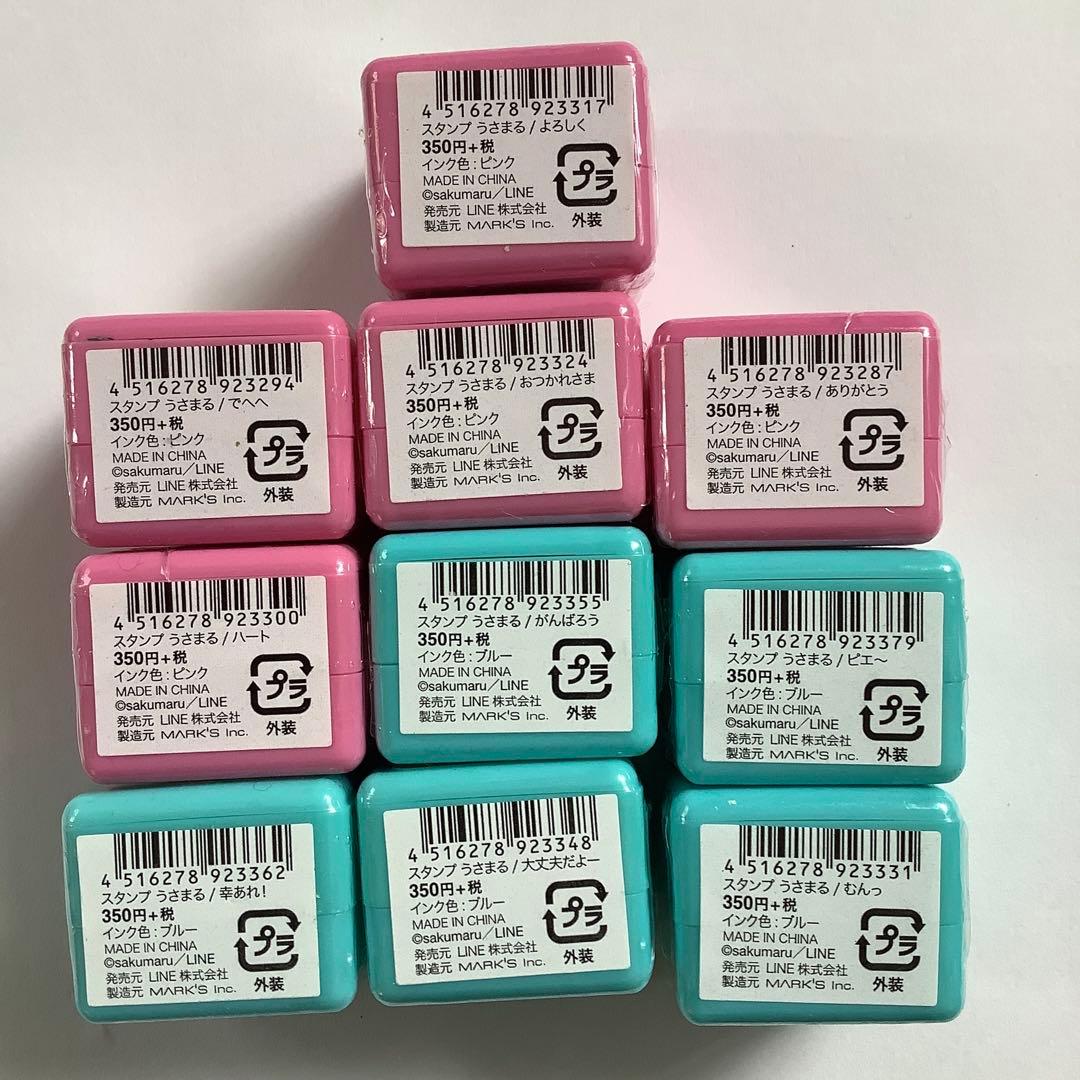 4 516278 923317
スタンプ うさまる / よろしく
350円+税
インク色 : ピンク
MADE IN CHINA
©sakumaru／LINE
発売元 LINE 株式会社
製造元 MARK'S Inc.
プラ
外装
4 516278 923294
スタンプ うさまる / でへへ
350円+税
インク色 : ピンク
MADE IN CHINA
©sakumaru／LINE
発売元 LINE 株式会社
製造元 MARK'S Inc.
プラ
外装
4 516278 923324
スタンプ うさまる / おつかれさま
350円+税
インク色 : ピンク
MADE IN CHINA
©sakumaru／LINE
発売元 LINE 株式会社
製造元 MARK'S Inc.
プラ
外装
4 516278 923287
スタンプ うさまる / ありがとう
350円+税
インク色 : ピンク
MADE IN CHINA
©sakumaru／LINE
発売元 LINE 株式会社
製造元 MARK'S Inc.
プラ
外装
4 516278 923300
スタンプ うさまる / ハート
350円+税
インク色 : ピンク
MADE IN CHINA
©sakumaru／LINE
発売元 LINE 株式会社
製造元 MARK'S Inc.
プラ
外装
4 516278 923355
スタンプ うさまる / がんばろう
350円+税
インク色 : ブルー
MADE IN CHINA
©sakumaru／LINE
発売元 LINE 株式会社
製造元 MARK'S Inc.
プラ
外装
4 516278 923379
スタンプ うさまる / ピエ〜
350円+税
インク色 : ブルー
MADE IN CHINA
©sakumaru／LINE
発売元 LINE 株式会社
製造元 MARK'S Inc.
プラ
外装
4 516278 923362
スタンプ うさまる / 幸あれ!
350円+税
インク色 : ブルー
MADE IN CHINA
©sakumaru／LINE
発売元 LINE 株式会社
製造元 MARK'S Inc.
プラ
外装
4 516278 923348
スタンプ うさまる / 大丈夫だよー
350円+税
インク色 : ブルー
MADE IN CHINA
©sakumaru／LINE
発売元 LINE 株式会社
製造元 MARK'S Inc.
プラ
外装
4 516278 923331
スタンプ うさまる / むんっ
350円+税
インク色 : ブルー
MADE IN CHINA
©sakumaru／LINE
発売元 LINE 株式会社
製造元 MARK'S Inc.
プラ
外装